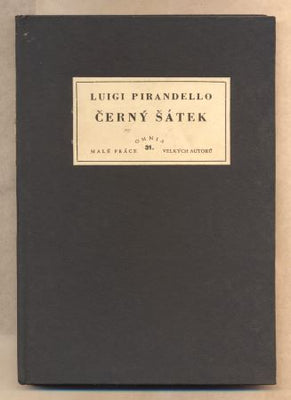 LUIGI PIRANDELLO
ČERNÝ ŠÁTEK
OMNIA
MALÉ PRÁCE 31. VELKÝCH AUTORŮ